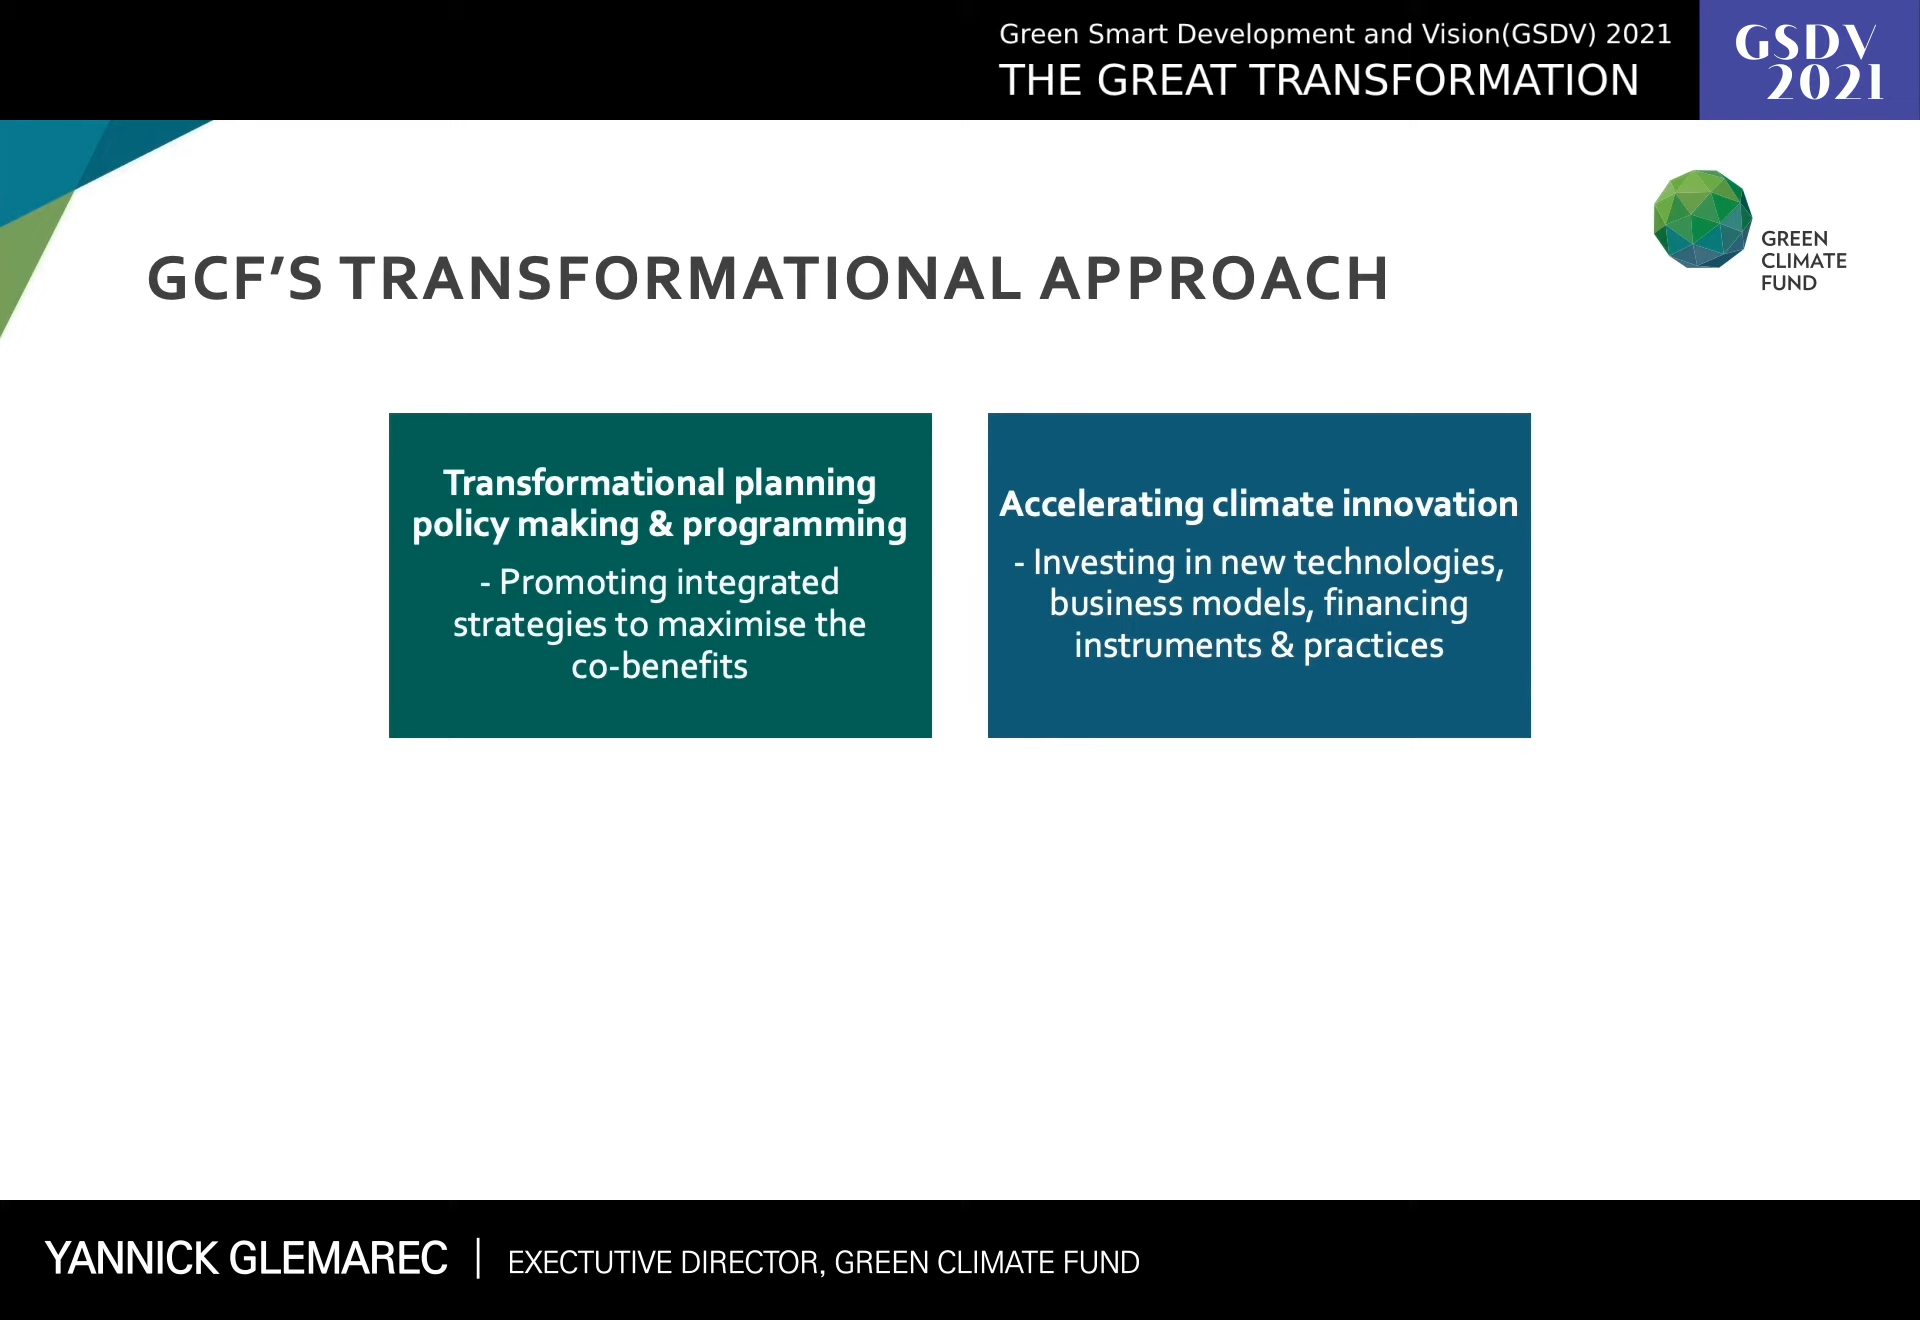 Green Smart Development and Vision(GSDV) 2021
THE GREAT TRANSFORMATION
GSDV
2021
GREEN
CLIMATE
FUND
GCF’S TRANSFORMATIONAL APPROACH
Transformational planning
policy making & programming
- Promoting integrated
strategies to maximise the
co-benefits
Accelerating climate innovation
- Investing in new technologies,
business models, financing
instruments & practices
YANNICK GLEMAREC | EXECTUTIVE DIRECTOR, GREEN CLIMATE FUND